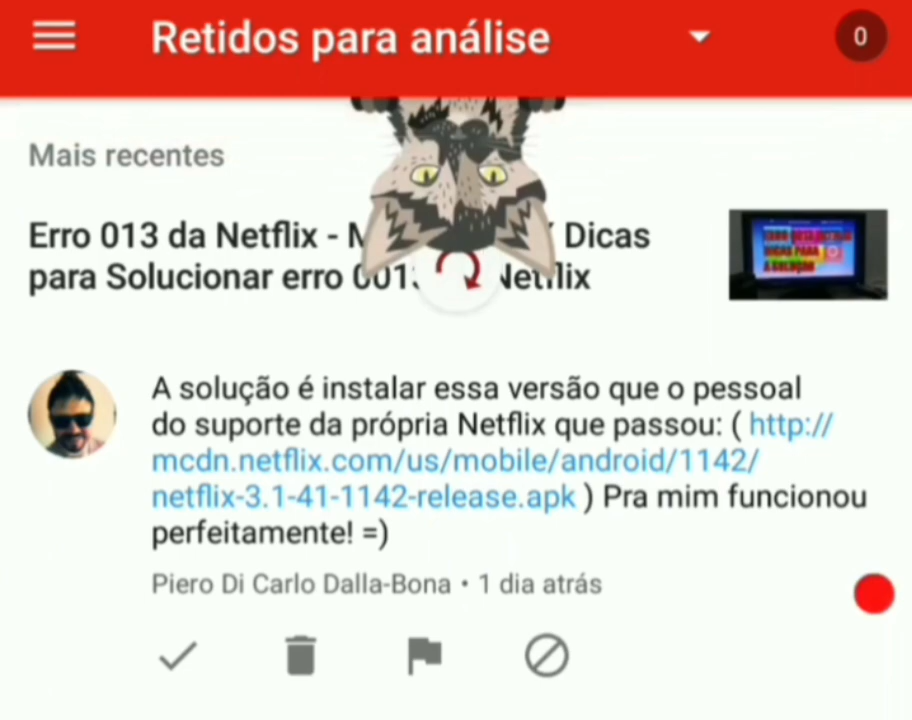 Retidos para análise
0
Mais recentes
Erro 013 da Netflix - Dicas
para Solucionar erro Netflix
A solução é instalar essa versão que o pessoal
do suporte da própria Netflix que passou: ( http://
mcdn.netflix.com/us/mobile/android/1142/
netflix-3.1-41-1142-release.apk ) Pra mim funcionou
perfeitamente! =)
Piero Di Carlo Dalla-Bona • 1 dia atrás